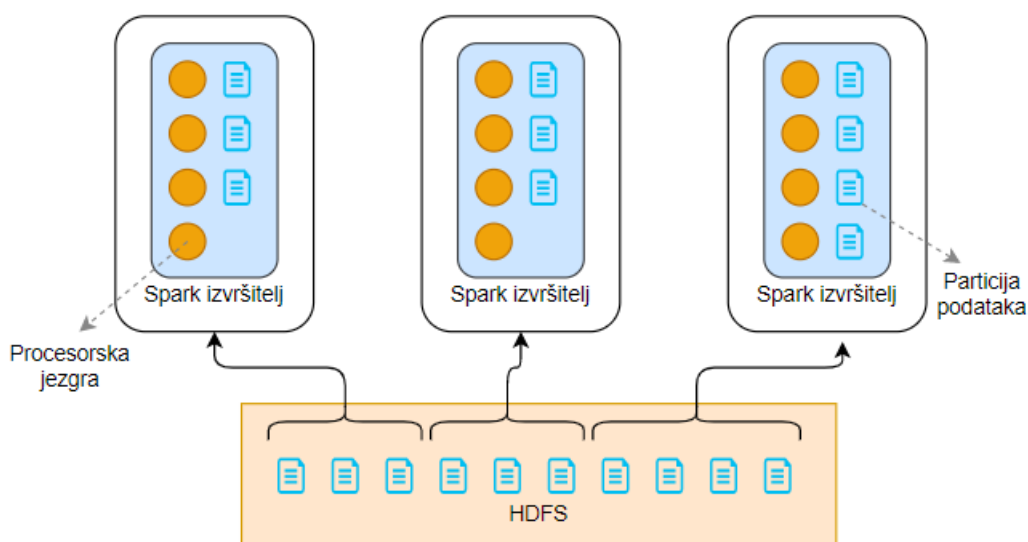 Spark izvršitelj
Spark izvršitelj
Spark izvršitelj
Particija
podataka
Procesorska
jezgra
HDFS